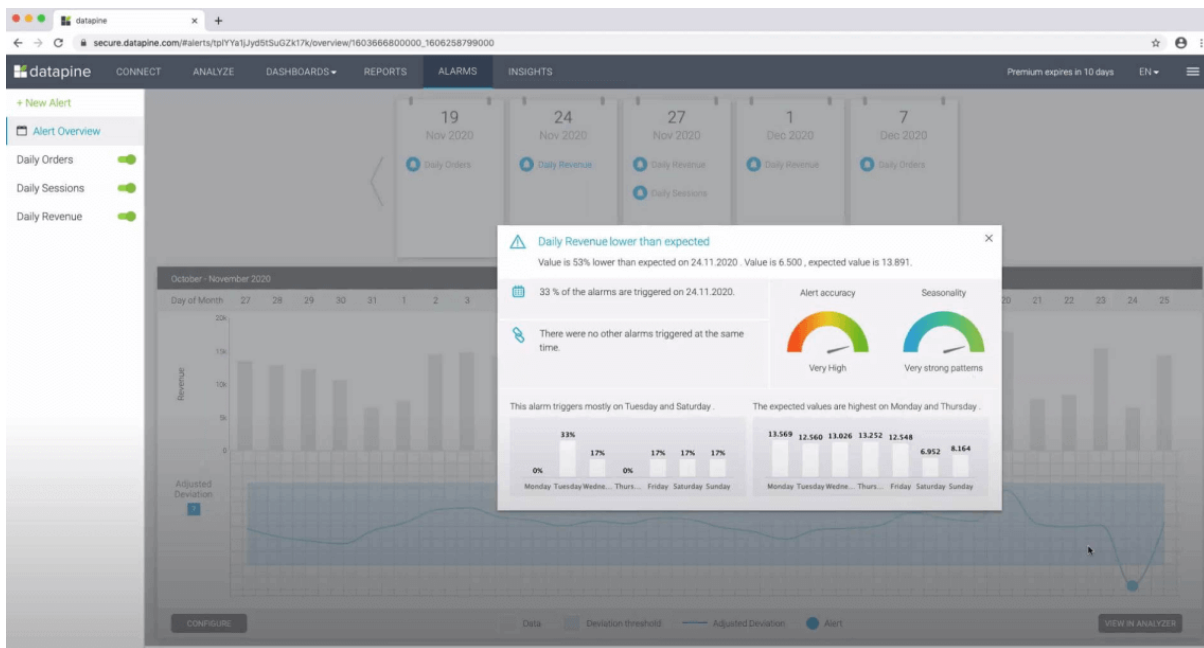 datapine
secure.datapine.com/#alerts/tplYYa1jJyd5tSuGZk17k/overview/1603666800000_1606258799000
datapine CONNECT ANALYZE DASHBOARDS REPORTS ALARMS INSIGHTS Premium expires in 10 days EN
+ New Alert
Alert Overview
Daily Orders
Daily Sessions
Daily Revenue
19 24 27 1 7
Nov 2020 Nov 2020 Nov 2020 Dec 2020 Dec 2020
Daily Orders Daily Revenue Daily Revenue Daily Revenue Daily Orders
Daily Sessions
Daily Revenue lower than expected
Value is 53% lower than expected on 24.11.2020 . Value is 6.500 , expected value is 13.891.
33 % of the alarms are triggered on 24.11.2020.
There were no other alarms triggered at the same
time.
Alert accuracy Seasonality
Very High Very strong patterns
This alarm triggers mostly on Tuesday and Saturday .
0% 33% 17% 0% 17% 17% 17%
Monday Tuesday Wedne... Thurs... Friday Saturday Sunday
The expected values are highest on Monday and Thursday .
13.569 12.560 13.026 13.252 12.548 6.952 8.164
Monday Tuesday Wedne... Thurs... Friday Saturday Sunday
October - November 2020
Day of Month 27 28 29 30 31 1 2 3 20 21 22 23 24 25
20k
15k
10k
5k
0
Revenue
Adjusted
Deviation
?
CONFIGURE Data Deviation threshold Adjusted Deviation Alert VIEW IN ANALYZER